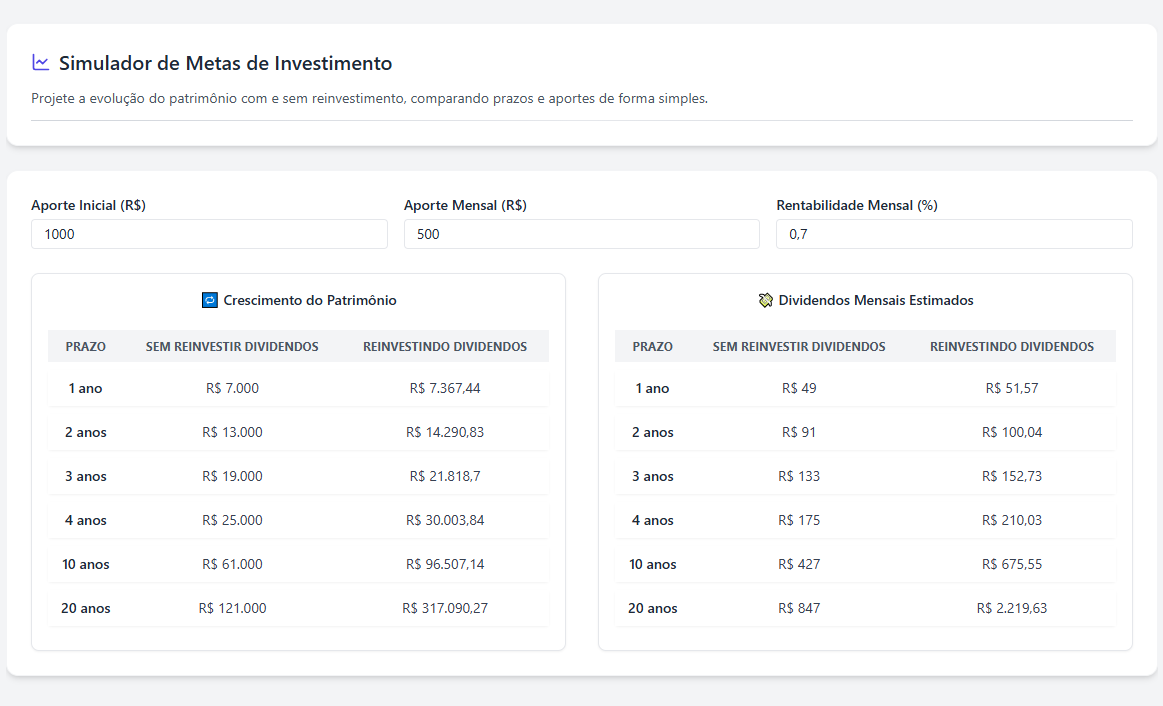 Simulador de Metas de Investimento
Projete a evolução do patrimônio com e sem reinvestimento, comparando prazos e aportes de forma simples.
Aporte Inicial (R$) Aporte Mensal (R$) Rentabilidade Mensal (%)
1000 500 0,7
Crescimento do Patrimônio
PRAZO SEM REINVESTIR DIVIDENDOS REINVESTINDO DIVIDENDOS
1 ano R$ 7.000 R$ 7.367,44
2 anos R$ 13.000 R$ 14.290,83
3 anos R$ 19.000 R$ 21.818,7
4 anos R$ 25.000 R$ 30.003,84
10 anos R$ 61.000 R$ 96.507,14
20 anos R$ 121.000 R$ 317.090,27
Dividendos Mensais Estimados
PRAZO SEM REINVESTIR DIVIDENDOS REINVESTINDO DIVIDENDOS
1 ano R$ 49 R$ 51,57
2 anos R$ 91 R$ 100,04
3 anos R$ 133 R$ 152,73
4 anos R$ 175 R$ 210,03
10 anos R$ 427 R$ 675,55
20 anos R$ 847 R$ 2.219,63